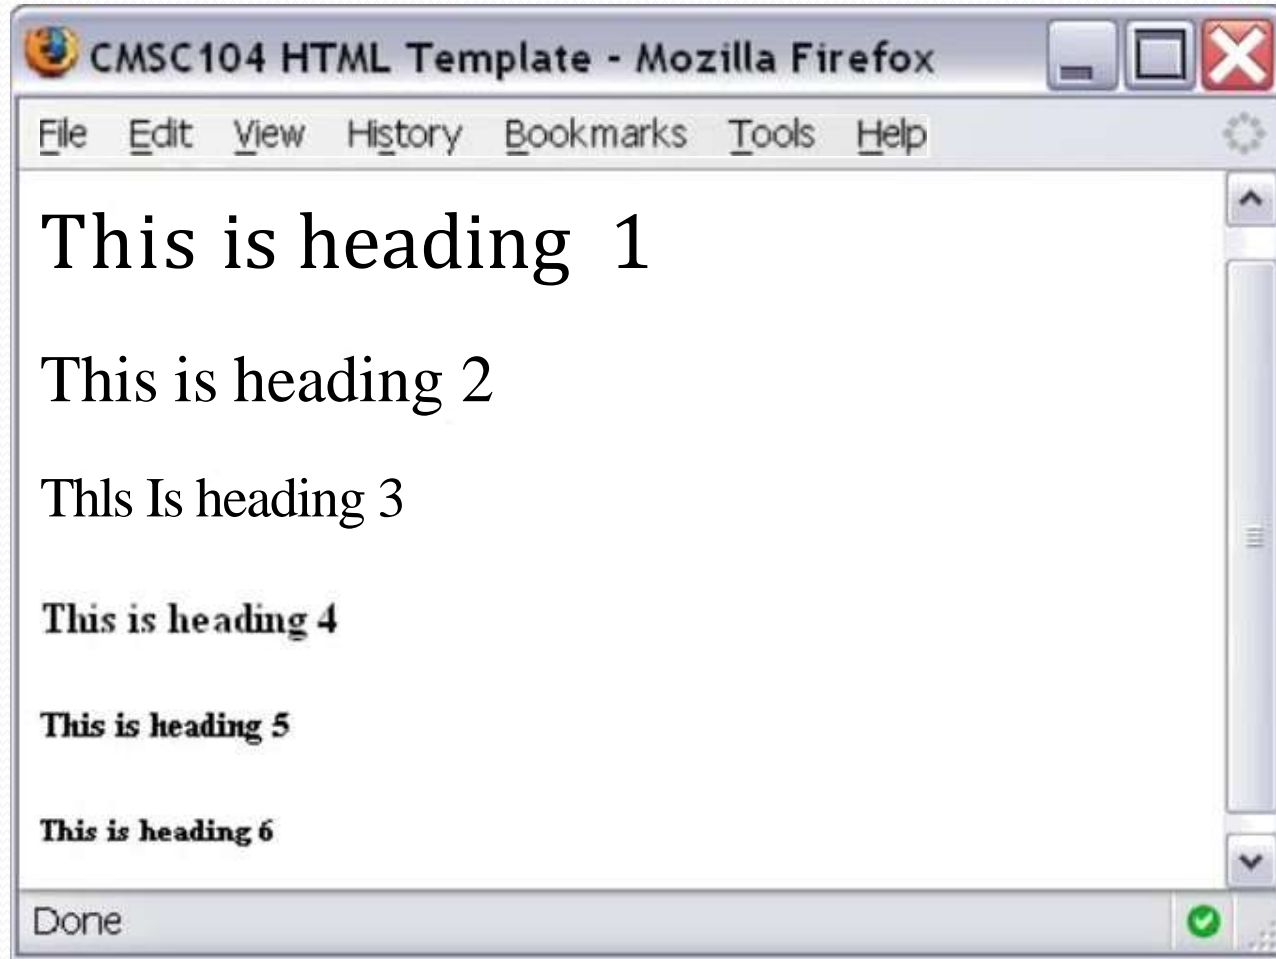 CMSC104 HTML Template - Mozilla Firefox
File Edit View History Bookmarks Tools Help
This is heading 1
This is heading 2
Thls Is heading 3
This is heading 4
This is heading 5
This is heading 6
Done